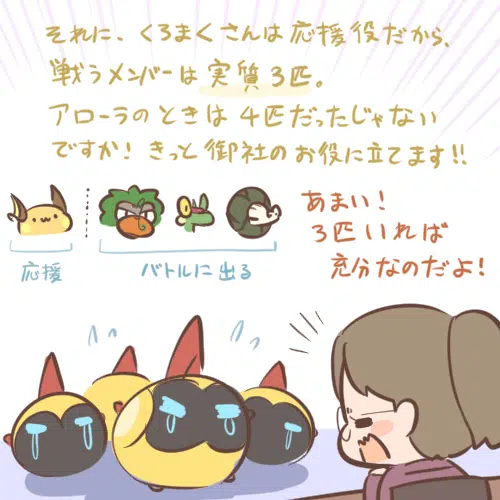 それに、くろまくさんは応援役だから、
戦うメンバーは実質3匹。
アローラのときは4匹だったじゃない
ですか!きっと御社のお役に立てます!!
あまい!
3匹いれば
充分なのだよ!
応援
バトルに出る